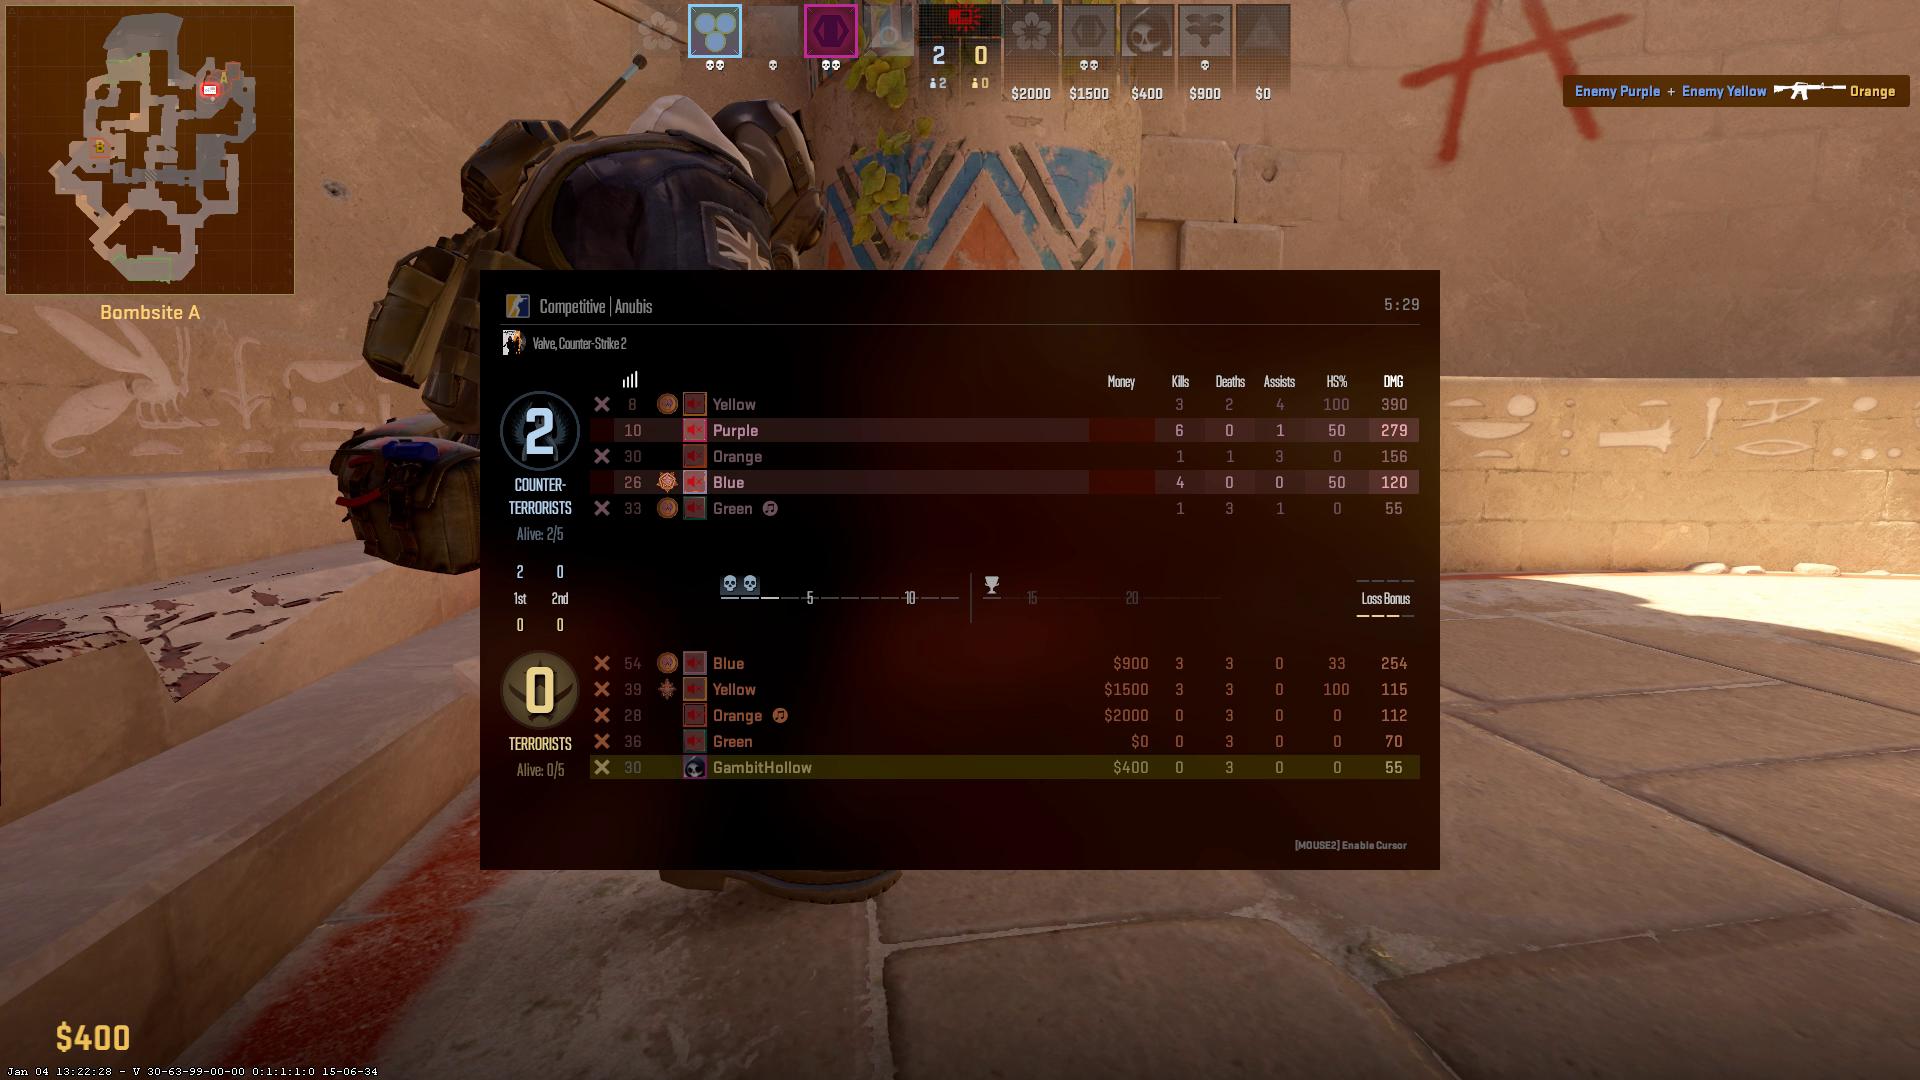 2 0
2 0
$2000 $1500 $400 $900 $0
A
B
Bombsite A
Enemy Purple + Enemy Yellow Orange
Competitive | Anubis 5:29
Valve, Counter-Strike 2
Money Kills Deaths Assists HS% DMG
8 Yellow 3 2 4 100 390
10 Purple 6 0 1 50 279
30 Orange 1 1 3 0 156
26 Blue 4 0 0 50 120
33 Green 1 3 1 0 55
2
COUNTER-
TERRORISTS
Alive: 2/5
2 0
1st 2nd
0 0
5 10 15 20
Loss Bonus
54 Blue $900 3 3 0 33 254
39 Yellow $1500 3 3 0 100 115
28 Orange $2000 0 3 0 0 112
36 Green $0 0 3 0 0 70
30 GambitHollow $400 0 3 0 0 55
0
TERRORISTS
Alive: 0/5
[MOUSE2] Enable Cursor
$400
Jan 04 13:22:28 - V 30-63-99-00-00 0:1:1:1:0 15-06-34